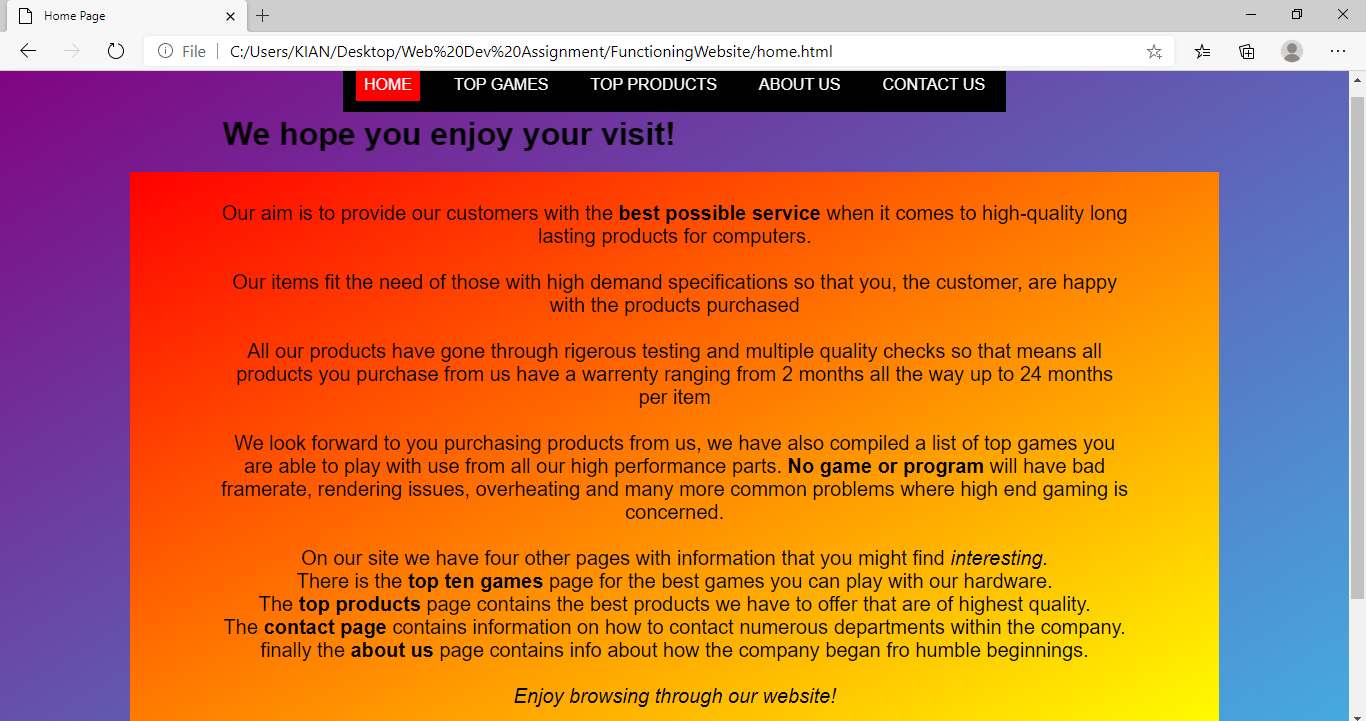 Home Page
File | C:/Users/KIAN/Desktop/Web%20Dev%20Assignment/FunctioningWebsite/home.html
HOME TOP GAMES TOP PRODUCTS ABOUT US CONTACT US
We hope you enjoy your visit!
Our aim is to provide our customers with the best possible service when it comes to high-quality long
lasting products for computers.
Our items fit the need of those with high demand specifications so that you, the customer, are happy
with the products purchased
All our products have gone through rigerous testing and multiple quality checks so that means all
products you purchase from us have a warrenty ranging from 2 months all the way up to 24 months
per item
We look forward to you purchasing products from us, we have also compiled a list of top games you
are able to play with use from all our high performance parts. No game or program will have bad
framerate, rendering issues, overheating and many more common problems where high end gaming is
concerned.
On our site we have four other pages with information that you might find interesting.
There is the top ten games page for the best games you can play with our hardware.
The top products page contains the best products we have to offer that are of highest quality.
The contact page contains information on how to contact numerous departments within the company.
finally the about us page contains info about how the company began fro humble beginnings.
Enjoy browsing through our website!